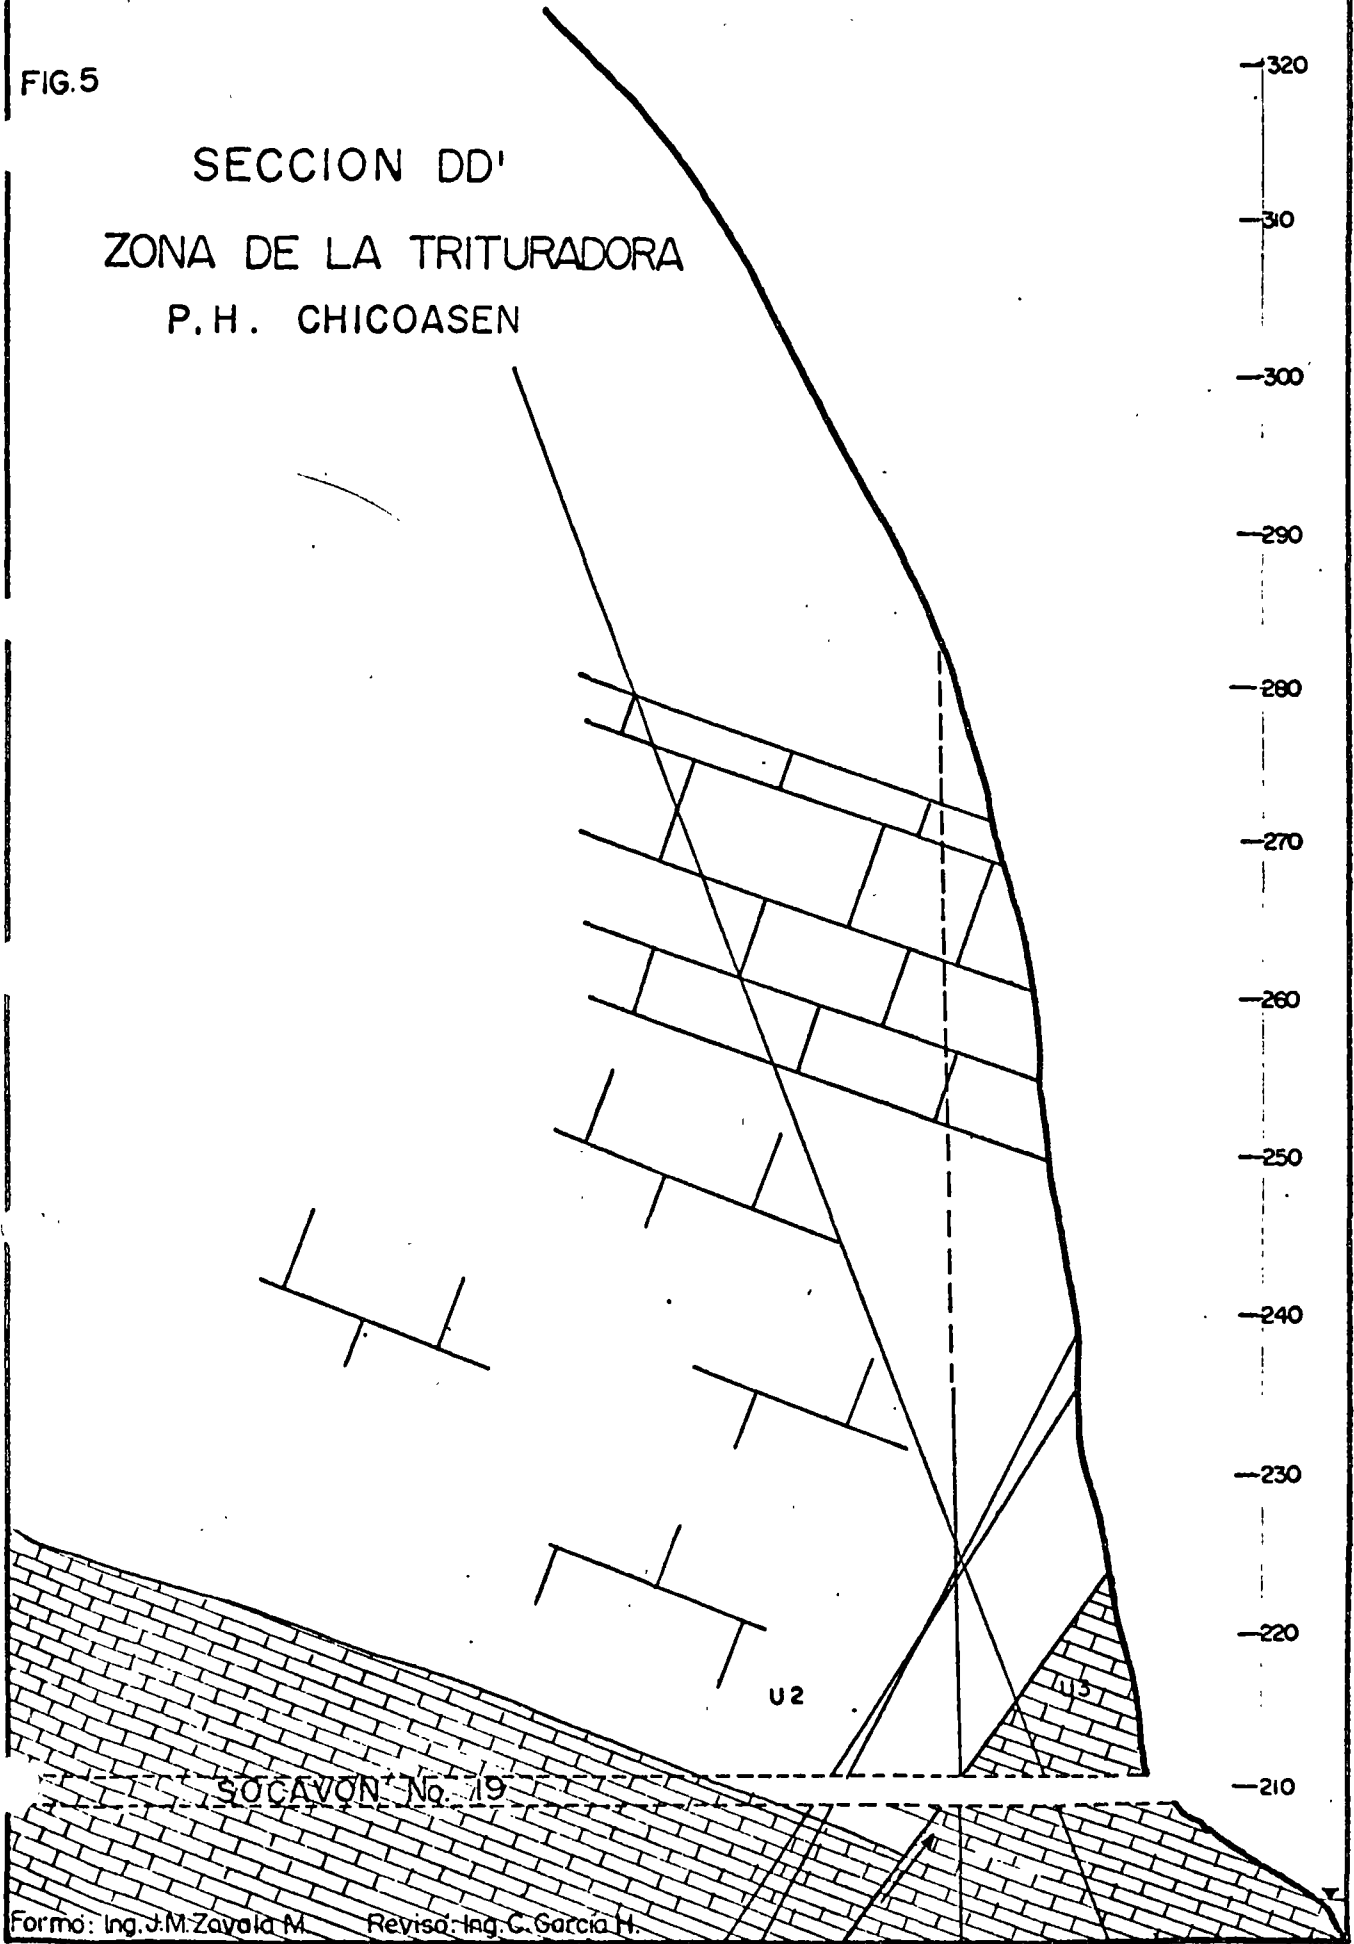 FIG.5
SECCION DD'
ZONA DE LA TRITURADORA
P.H. CHICOASEN
320
310
300
290
280
270
260
250
240
230
220
210
U2
U3
SOCAVON No. 19
Formó: Ing. J.M. Zavala M. Revisó: Ing. C. García H.